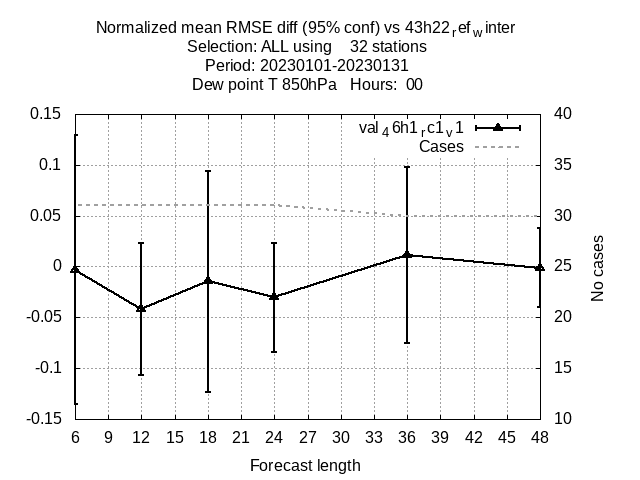 Normalized mean RMSE diff (95% conf) vs 43h22refwinter
Selection: ALL using 32 stations
Period: 20230101-20230131
Dew point T 850hPa Hours: 00
0.15 40
val46h1rc1v1
Cases
0.1 35
0.05 30
0 25
-0.05 20
-0.1 15
-0.15 10
No cases
6 9 12 15 18 21 24 27 30 33 36 39 42 45 48
Forecast length